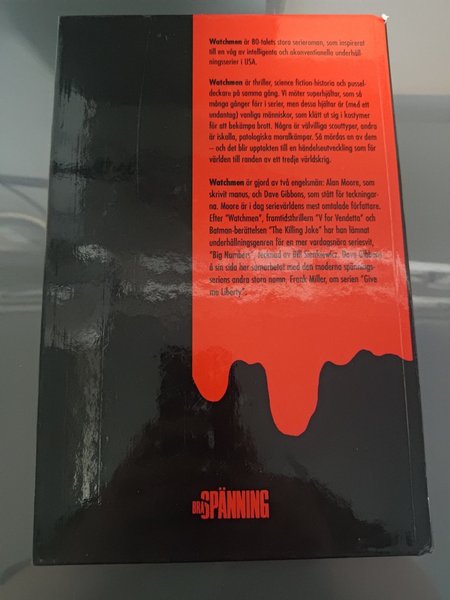 Watchmen är 80-talets stora serieroman, som inspirerat
till en våg av intelligenta och okonventionella underhåll-
ningsserier i USA.
Watchmen är thriller, science fiction-historia och pussel-
deckare på samma gång. Vi möter superhjältar, som så
många gånger förr i serier, men dessa hjältar är (med ett
undantag) vanliga människor, som klätt ut sig i kostymer
för att bekämpa brott. Några är välvilliga scouttyper, andra
är iskalla, patologiska moralkämpar. Så mördas en av dem
– och det blir upptakten till en händelseutveckling som för
världen till randen av ett tredje världskrig.
Watchmen är gjord av två engelsmän: Alan Moore, som
skrivit manus, och Dave Gibbons, som stått för teckningar-
na. Moore är i dag serievärldens mest omtalade författare.
Efter "Watchmen", framtidsthrillern "V for Vendetta" och
Batman-berättelsen "The Killing Joke" har han lämnat
underhållningsgenren för en mer vardagsnära seriesvit,
"Big Numbers", tecknad av Bill Sienkiewicz. Dave Gibbons
å sin sida har samarbetat med den moderna spännings-
seriens andra stora namn, Frank Miller, om serien "Give
me Liberty".
BRA SPÄNNING